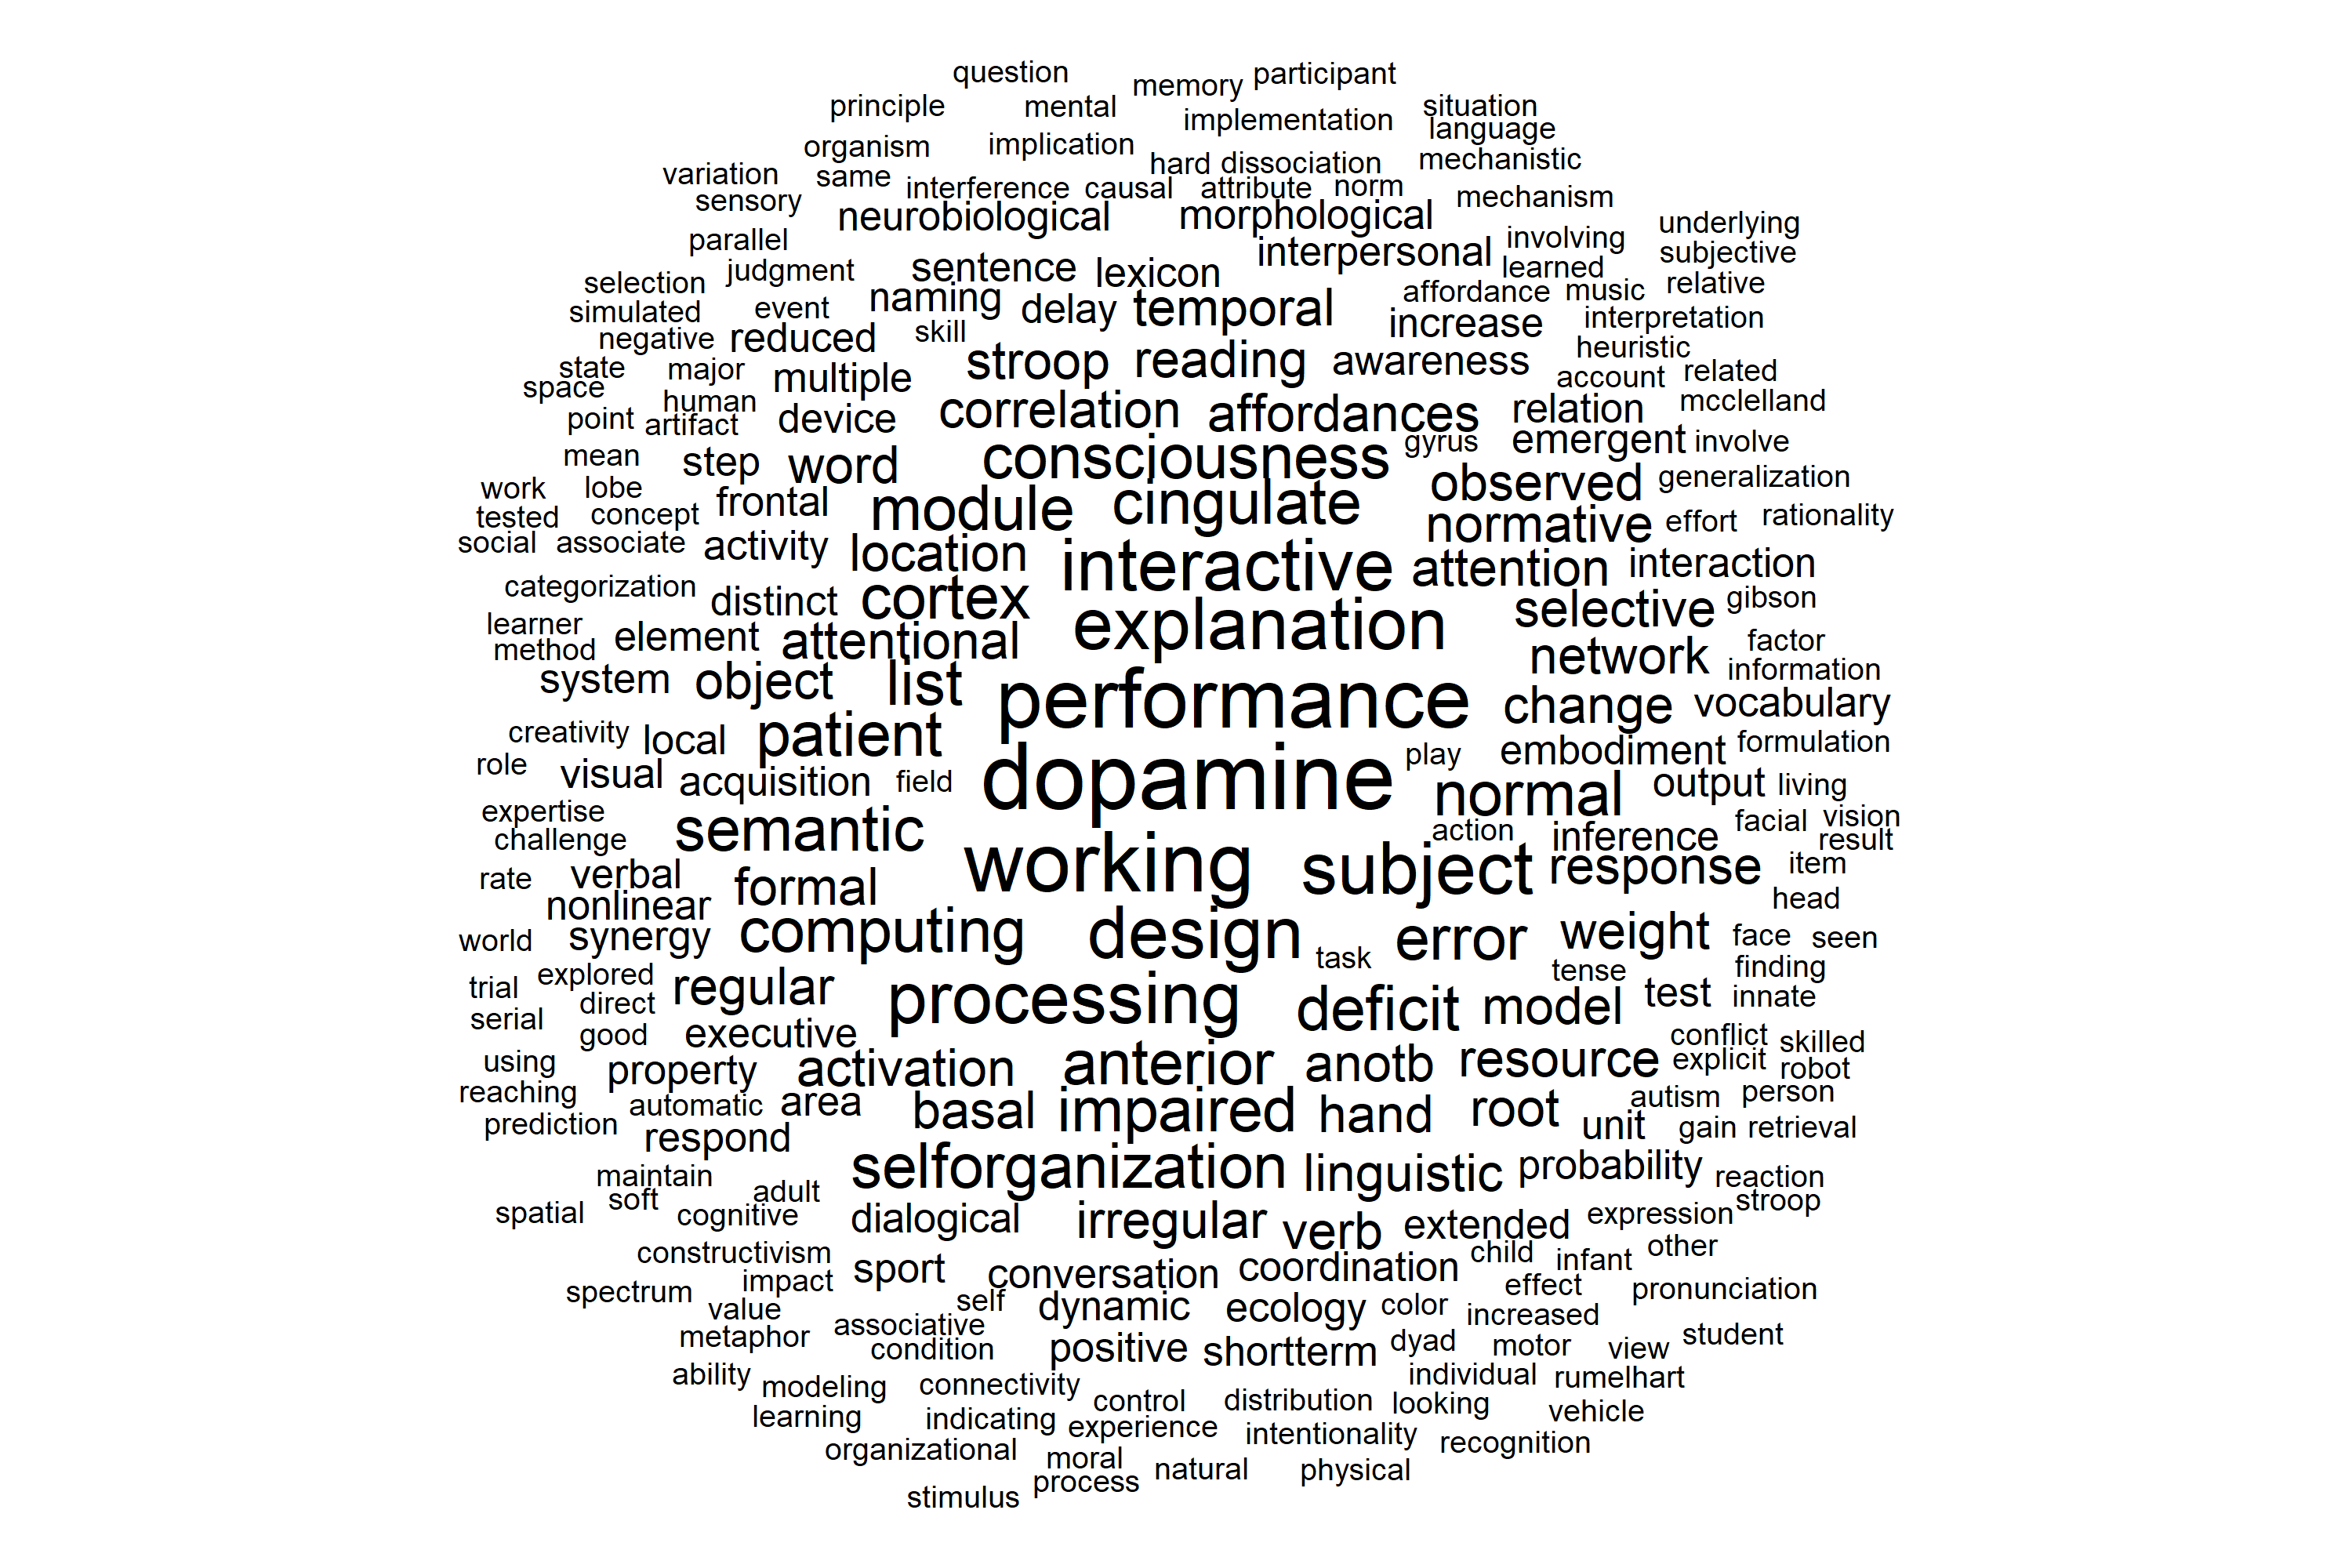 question memory participant
principle mental implementation situation
language
organism implication hard dissociation mechanistic
variation same interference causal attribute norm mechanism
sensory neurobiological morphological underlying
parallel interpersonal involving subjective
selection judgment sentence lexicon learned relative
simulated event naming delay temporal affordance music
negative reduced skill increase interpretation
state major stroop reading awareness heuristic
space human multiple account related
point artifact device correlation affordances relation mcclelland
mean step word consciousness gyrus emergent involve
work lobe frontal module cingulate observed generalization
tested concept normative effort rationality
social associate activity location interactive attention interaction
categorization distinct cortex explanation selective gibson
learner element attentional network factor
method information
system object list performance change vocabulary
creativity local patient play embodiment formulation
role visual acquisition field dopamine normal output living
expertise semantic action inference facial vision
challenge result
rate verbal formal working subject response item
nonlinear head
world synergy computing design task error weight face seen
trial explored regular tense finding
serial direct processing deficit model test innate
good executive conflict skilled
using property activation anterior anotb resource explicit robot
reaching automatic area basal impaired hand root autism person
prediction respond unit gain retrieval
maintain selforganization linguistic probability reaction
spatial soft adult cognitive dialogical irregular verb extended expression stroop
constructivism sport conversation coordination child infant other
spectrum impact effect pronunciation
value self dynamic ecology color increased
metaphor associative condition positive shortterm dyad motor view student
ability modeling connectivity individual rumelhart
learning indicating control distribution looking vehicle
experience intentionality recognition
organizational moral natural physical
process
stimulus